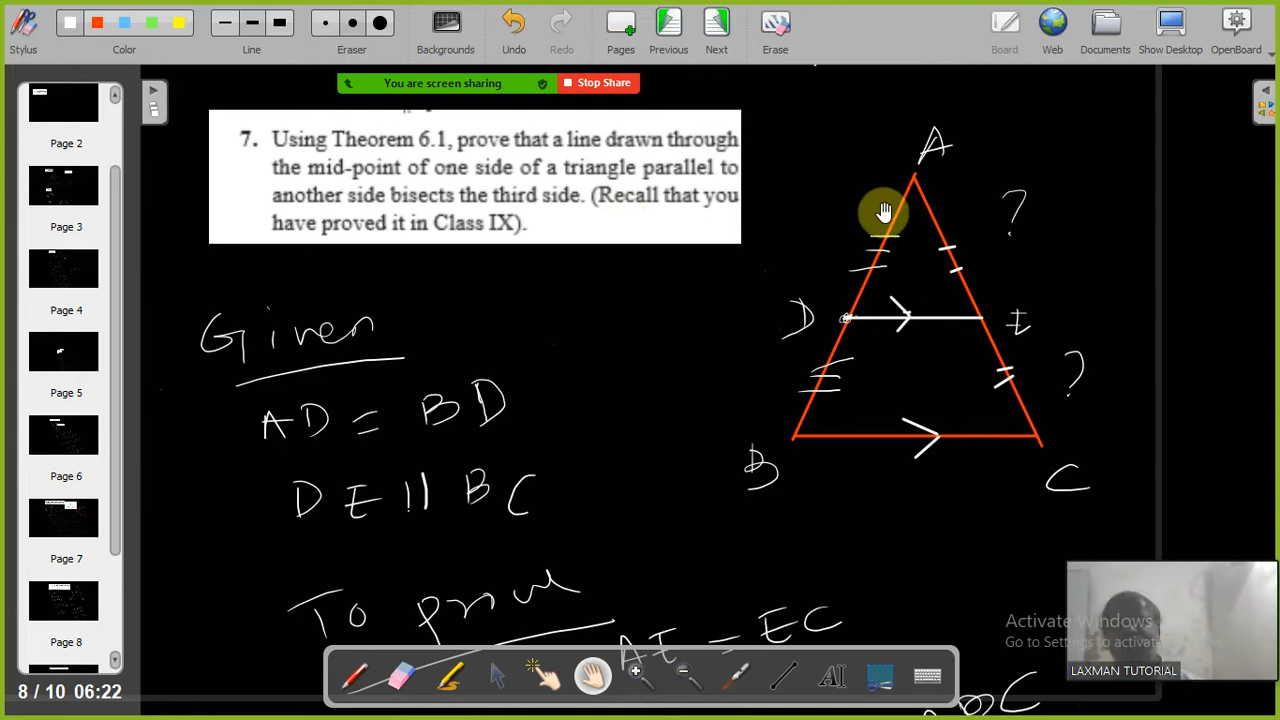 Stylus
Color
Line
Eraser
Backgrounds
Undo
Redo
Pages
Previous
Next
Erase
Board
Web
Documents
Show Desktop
OpenBoard
You are screen sharing
Stop Share
7. Using Theorem 6.1, prove that a line drawn through
the mid-point of one side of a triangle parallel to
another side bisects the third side. (Recall that you
have proved it in Class IX).
A
?
D
E
?
B
C
Given
AD = BD
DE || BC
To prove
AE = EC
Page 2
Page 3
Page 4
Page 5
Page 6
Page 7
Page 8
8 / 10 06:22
Activate Windows
Go to Settings to activate
LAXMAN TUTORIAL